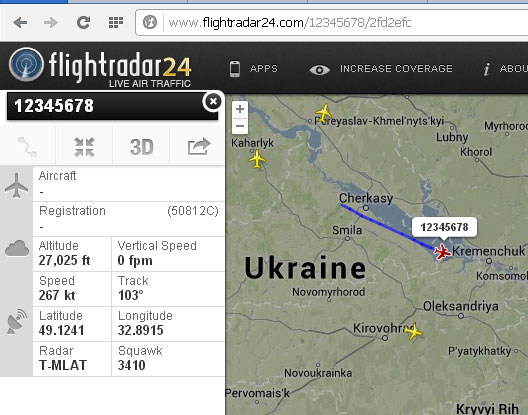 www.flightradar24.com/12345678/2fd2efc
flightradar24
LIVE AIR TRAFFIC
APPS
INCREASE COVERAGE
ABOU
12345678
3D
Aircraft
-
Registration (50812C)
-
Altitude Vertical Speed
27,025 ft 0 fpm
Speed Track
267 kt 103°
Latitude Longitude
49.1241 32.8915
Radar Squawk
T-MLAT 3410
+
−
Pereyaslav-Khmel'nyts'kyi
Myrhoro
Lubny
Kaharlyk
Khorol
Cherkasy
12345678
Smila
Kremenchuk
Ukraine
Komsomol
Novomyrhorod
Oleksandriya
Kirovohrad
P'yatykhatky
Novoukrainka
Pervomais'k
Kryvyi Rih